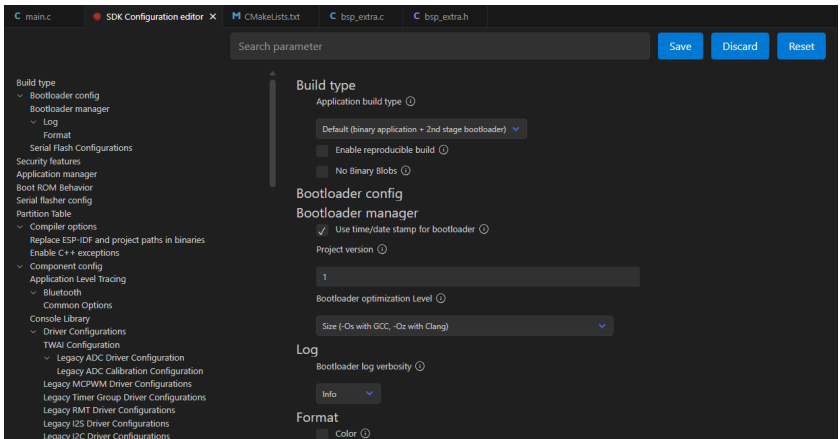 C main.c
SDK Configuration editor ×
M CMakeLists.txt
C bsp_extra.c
C bsp_extra.h
Search parameter
Save
Discard
Reset
Build type
Bootloader config
Bootloader manager
Log
Format
Serial Flash Configurations
Security features
Application manager
Boot ROM Behavior
Serial flasher config
Partition Table
Compiler options
Replace ESP-IDF and project paths in binaries
Enable C++ exceptions
Component config
Application Level Tracing
Bluetooth
Common Options
Console Library
Driver Configurations
TWAI Configuration
Legacy ADC Driver Configuration
Legacy ADC Calibration Configuration
Legacy MCPWM Driver Configurations
Legacy Timer Group Driver Configurations
Legacy RMT Driver Configurations
Legacy I2S Driver Configurations
Legacy I2C Driver Configurations
Build type
Application build type
Default (binary application + 2nd stage bootloader)
Enable reproducible build
No Binary Blobs
Bootloader config
Bootloader manager
Use time/date stamp for bootloader
Project version
1
Bootloader optimization Level
Size (-Os with GCC, -Oz with Clang)
Log
Bootloader log verbosity
Info
Format
Color